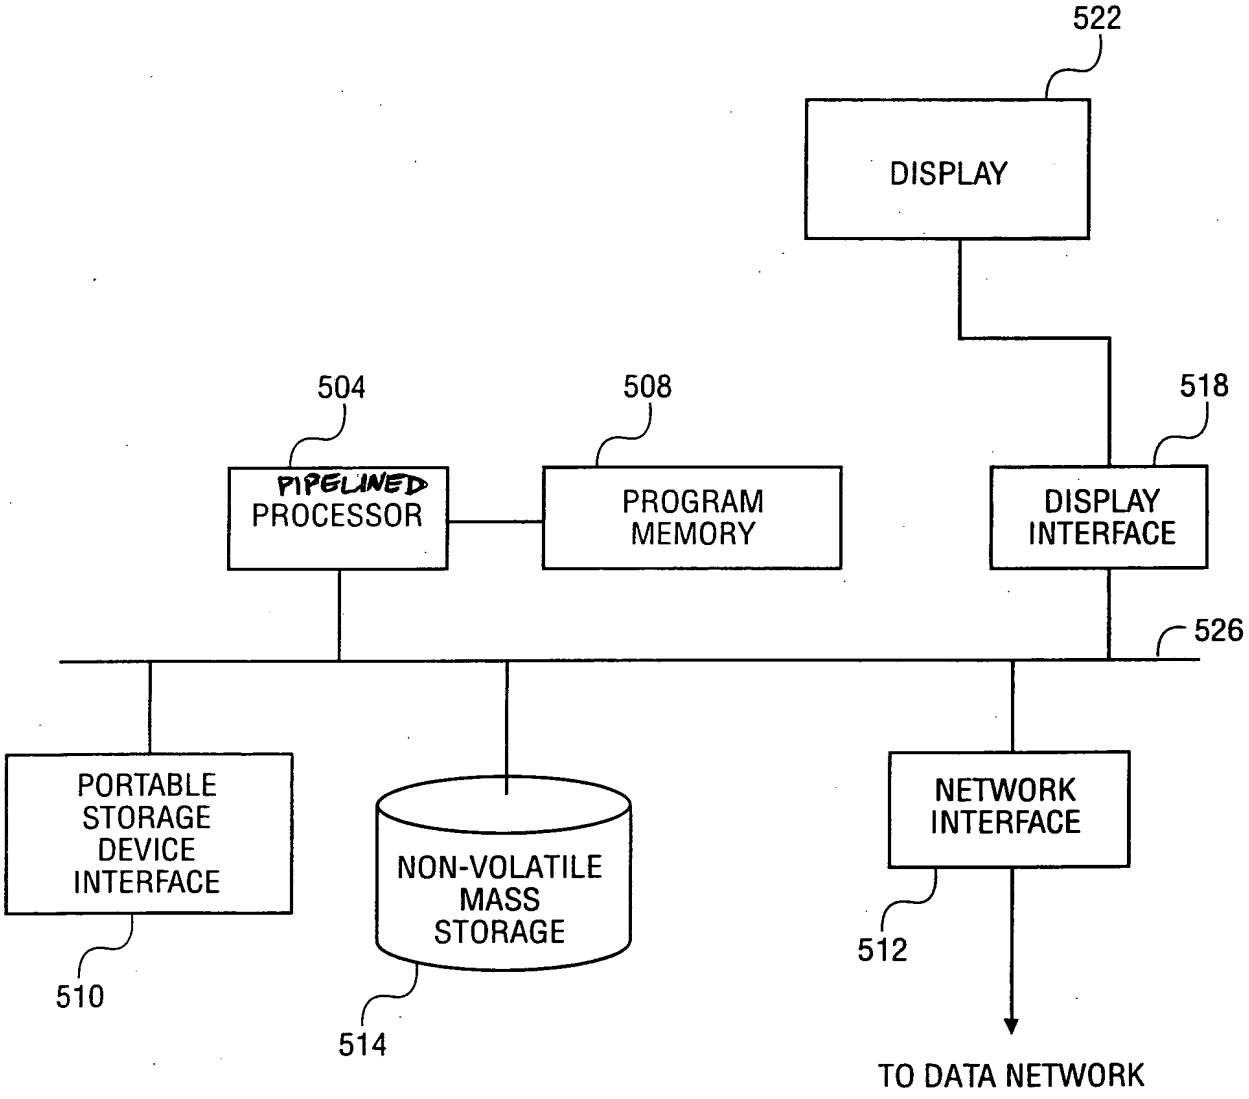 522
DISPLAY
504
508
518
PIPELINED
PROCESSOR
PROGRAM
MEMORY
DISPLAY
INTERFACE
526
PORTABLE
STORAGE
DEVICE
INTERFACE
NON-VOLATILE
MASS
STORAGE
NETWORK
INTERFACE
510
514
512
TO DATA NETWORK